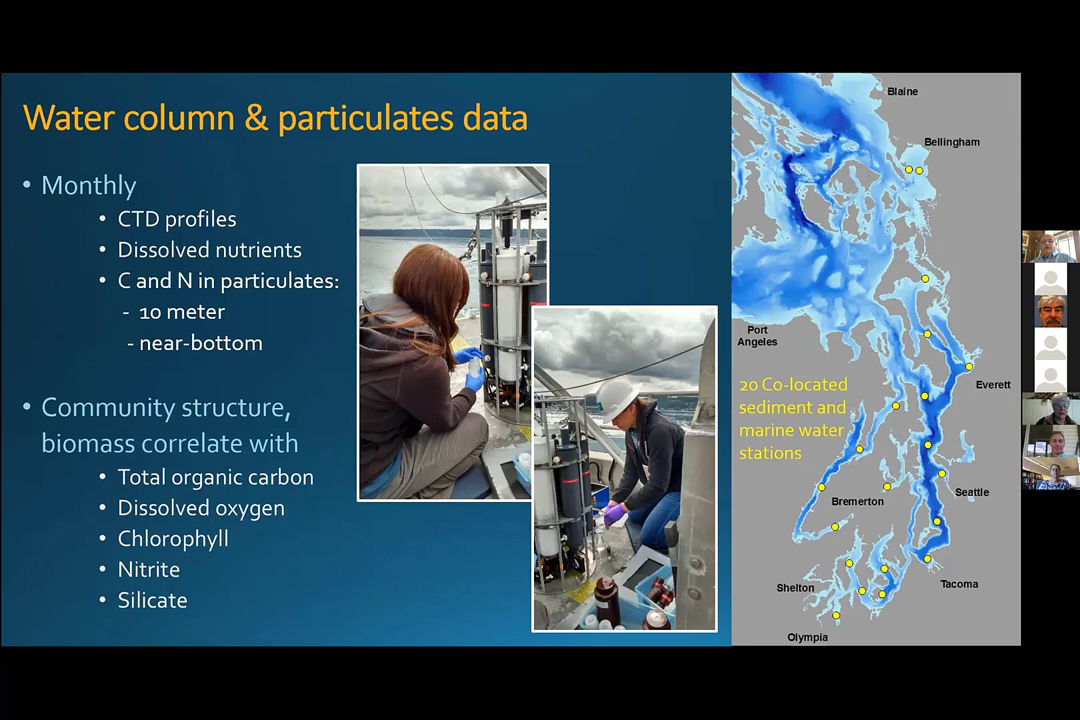 Water column & particulates data
• Monthly
• CTD profiles
• Dissolved nutrients
• C and N in particulates:
- 10 meter
- near-bottom
• Community structure,
biomass correlate with
• Total organic carbon
• Dissolved oxygen
• Chlorophyll
• Nitrite
• Silicate
Blaine
Bellingham
Port
Angeles
Everett
20 Co-located
sediment and
marine water
stations
Seattle
Bremerton
Tacoma
Shelton
Olympia